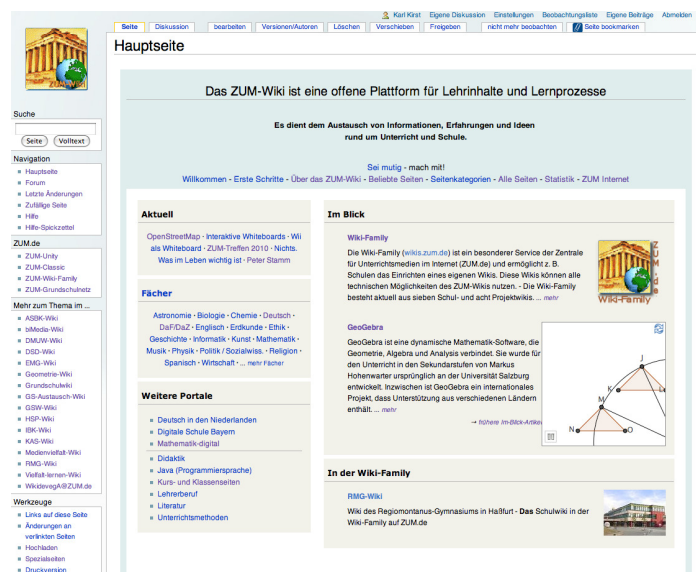 Karl Kirst Eigene Diskussion Einstellungen Beobachtungsliste Eigene Beiträge Abmelden
Seite Diskussion bearbeiten Versionen/Autoren Löschen Verschieben Freigeben nicht mehr beobachten Seite bookmarken
Hauptseite
ZUM-Wiki
Das ZUM-Wiki ist eine offene Plattform für Lehrinhalte und Lernprozesse
Es dient dem Austausch von Informationen, Erfahrungen und Ideen
rund um Unterricht und Schule.
Sei mutig - mach mit!
Willkommen - Erste Schritte - Über das ZUM-Wiki - Beliebte Seiten - Seitenkategorien - Alle Seiten - Statistik - ZUM Internet
Suche
Seite Volltext
Navigation
Hauptseite
Forum
Letzte Änderungen
Zufällige Seite
Hilfe
Hilfe-Spickzettel
ZUM.de
ZUM-Unity
ZUM-Classic
ZUM-Wiki-Family
ZUM-Grundschulnetz
Mehr zum Thema im ...
ASBK-Wiki
biMedia-Wiki
DMUW-Wiki
DSD-Wiki
EMG-Wiki
Geometrie-Wiki
Grundschulwiki
GS-Austausch-Wiki
GSW-Wiki
HSP-Wiki
IBK-Wiki
KAS-Wiki
Medienvielfalt-Wiki
RMG-Wiki
Vielfalt-lernen-Wiki
WikidevegA@ZUM.de
Werkzeuge
Links auf diese Seite
Änderungen an
verlinkten Seiten
Hochladen
Spezialseiten
Druckversion
Aktuell
OpenStreetMap · Interaktive Whiteboards · Wii
als Whiteboard · ZUM-Treffen 2010 · Nichts.
Was im Leben wichtig ist · Peter Stamm
Fächer
Astronomie · Biologie · Chemie · Deutsch ·
DaF/DaZ · Englisch · Erdkunde · Ethik ·
Geschichte · Informatik · Kunst · Mathematik ·
Musik · Physik · Politik / Sozialwiss. · Religion ·
Spanisch · Wirtschaft · ... mehr Fächer
Weitere Portale
Deutsch in den Niederlanden
Digitale Schule Bayern
Mathematik-digital
Didaktik
Java (Programmiersprache)
Kurs- und Klassenseiten
Lehrerberuf
Literatur
Unterrichtsmethoden
Im Blick
Wiki-Family
Die Wiki-Family (wikis.zum.de) ist ein besonderer Service der Zentrale
für Unterrichtsmedien im Internet (ZUM.de) und ermöglicht z. B.
Schulen das Einrichten eines eigenen Wikis. Diese Wikis können alle
technischen Möglichkeiten des ZUM-Wikis nutzen. - Die Wiki-Family
besteht aktuell aus sieben Schul- und acht Projektwikis. ... mehr
ZUM.de
Wiki-Family
GeoGebra
GeoGebra ist eine dynamische Mathematik-Software, die
Geometrie, Algebra und Analysis verbindet. Sie wurde für
den Unterricht in den Sekundarstufen von Markus
Hohenwarter ursprünglich an der Universität Salzburg
entwickelt. Inzwischen ist GeoGebra ein internationales
Projekt, dass Unterstützung aus verschiedenen Ländern
enthält. ... mehr
→ frühere Im-Blick-Artikel
J
K
L
M
N
O
In der Wiki-Family
RMG-Wiki
Wiki des Regiomontanus-Gymnasiums in Haßfurt - Das Schulwiki in der
Wiki-Family auf ZUM.de